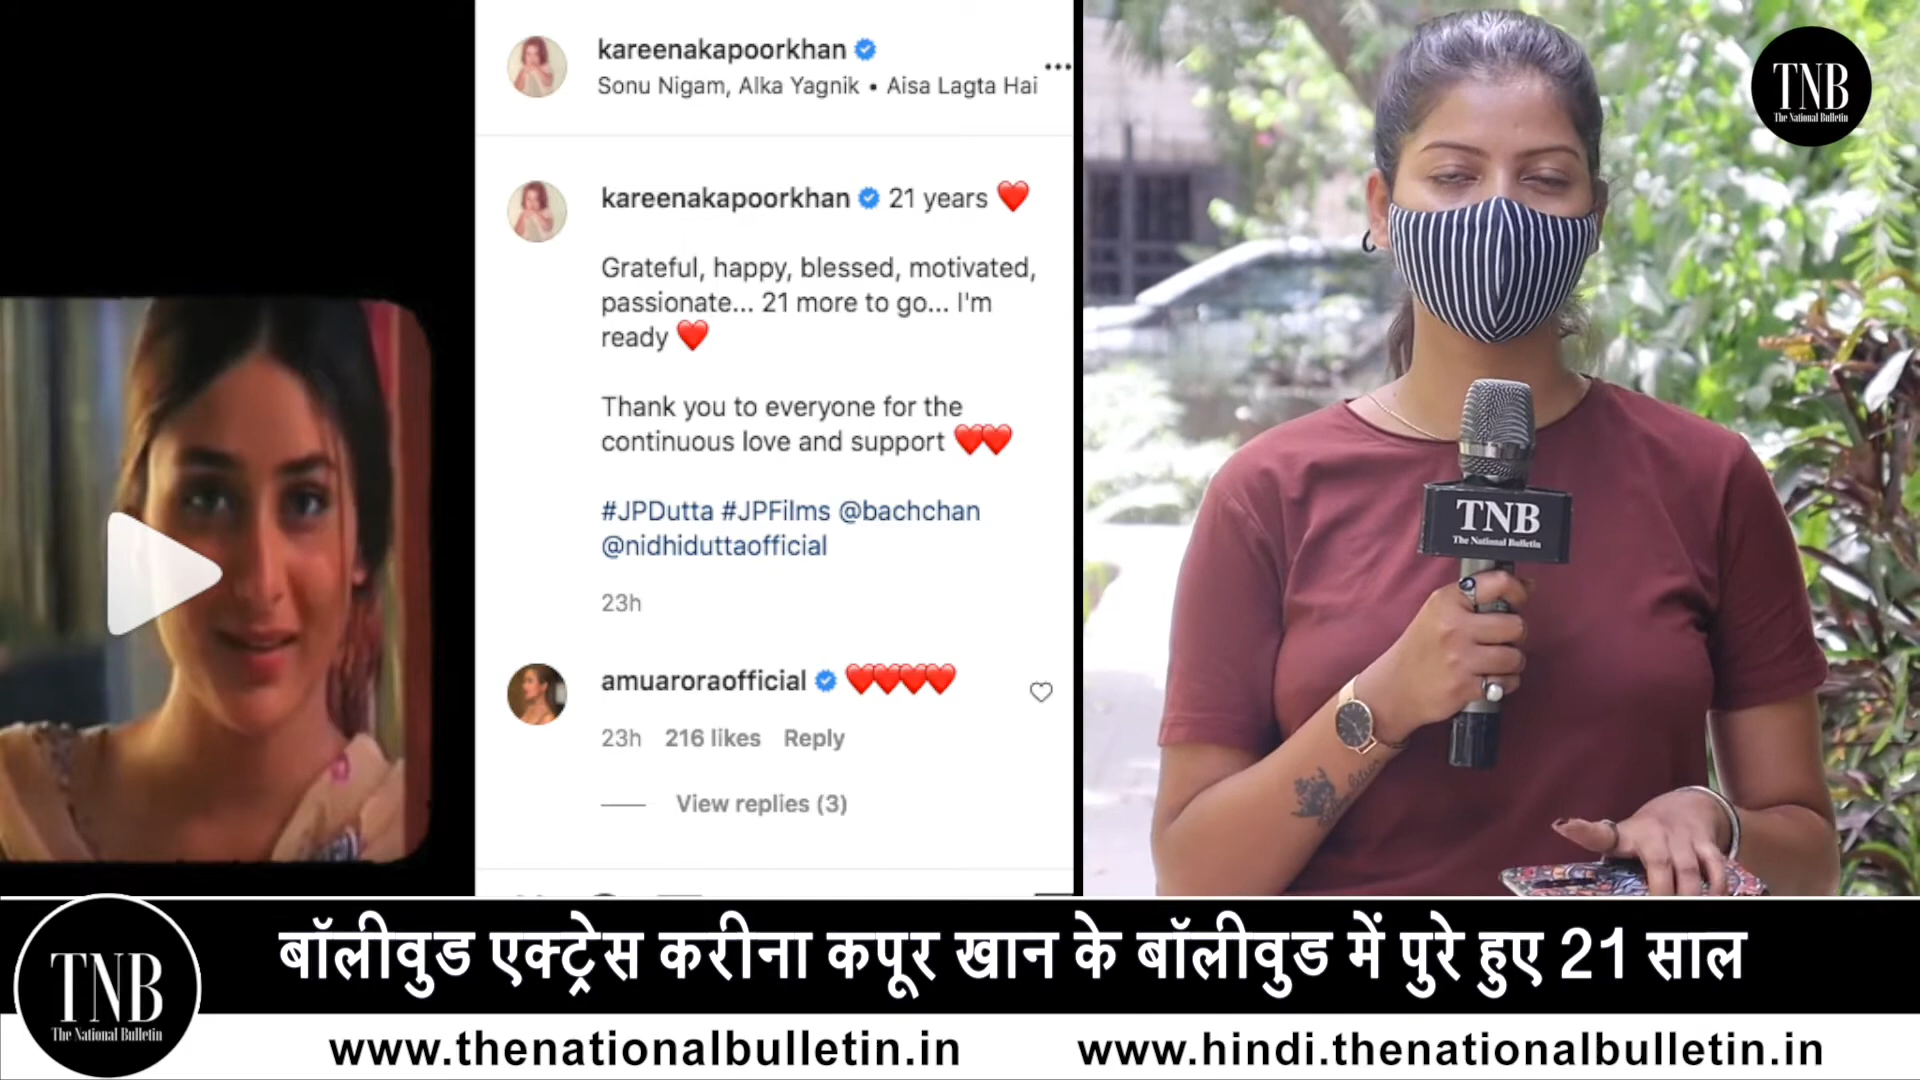 kareenakapoorkhan
Sonu Nigam, Alka Yagnik • Aisa Lagta Hai
kareenakapoorkhan 21 years ❤️
Grateful, happy, blessed, motivated,
passionate... 21 more to go... I'm
ready ❤️
Thank you to everyone for the
continuous love and support ❤️❤️
#JPDutta #JPFilms @bachchan
@nidhiduttaofficial
23h
amuaroraofficial ❤️❤️❤️❤️
23h 216 likes Reply
View replies (3)
TNB
The National Bulletin
TNB
The National Bulletin
बॉलीवुड एक्ट्रेस करीना कपूर खान के बॉलीवुड में पुरे हुए 21 साल
TNB
The National Bulletin
www.thenationalbulletin.in
www.hindi.thenationalbulletin.in